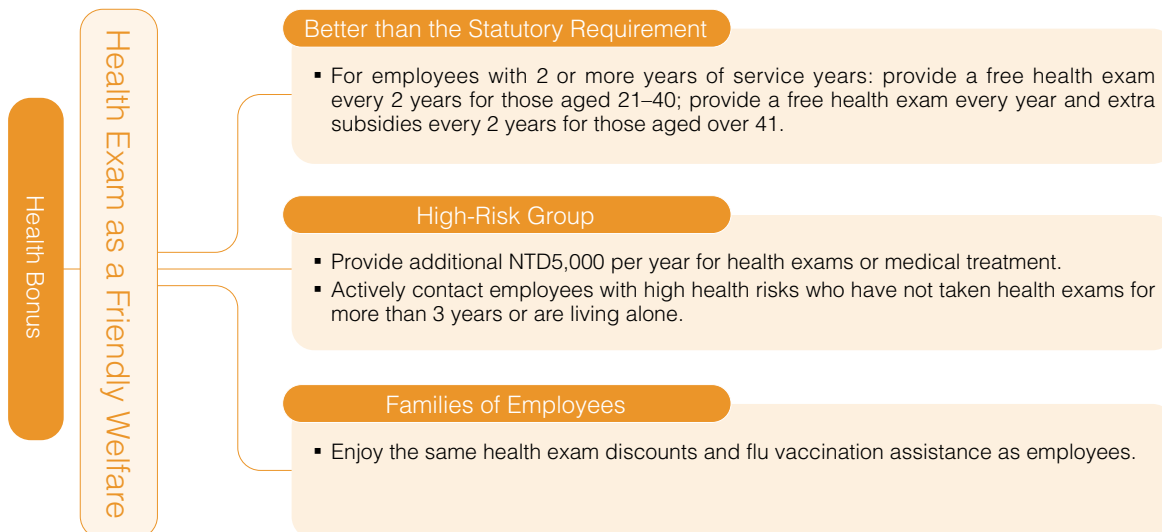 Health Bonus
Health Exam as a Friendly Welfare
Better than the Statutory Requirement
▪ For employees with 2 or more years of service years: provide a free health exam
every 2 years for those aged 21–40; provide a free health exam every year and extra
subsidies every 2 years for those aged over 41.
High-Risk Group
▪ Provide additional NTD5,000 per year for health exams or medical treatment.
▪ Actively contact employees with high health risks who have not taken health exams for
more than 3 years or are living alone.
Families of Employees
▪ Enjoy the same health exam discounts and flu vaccination assistance as employees.